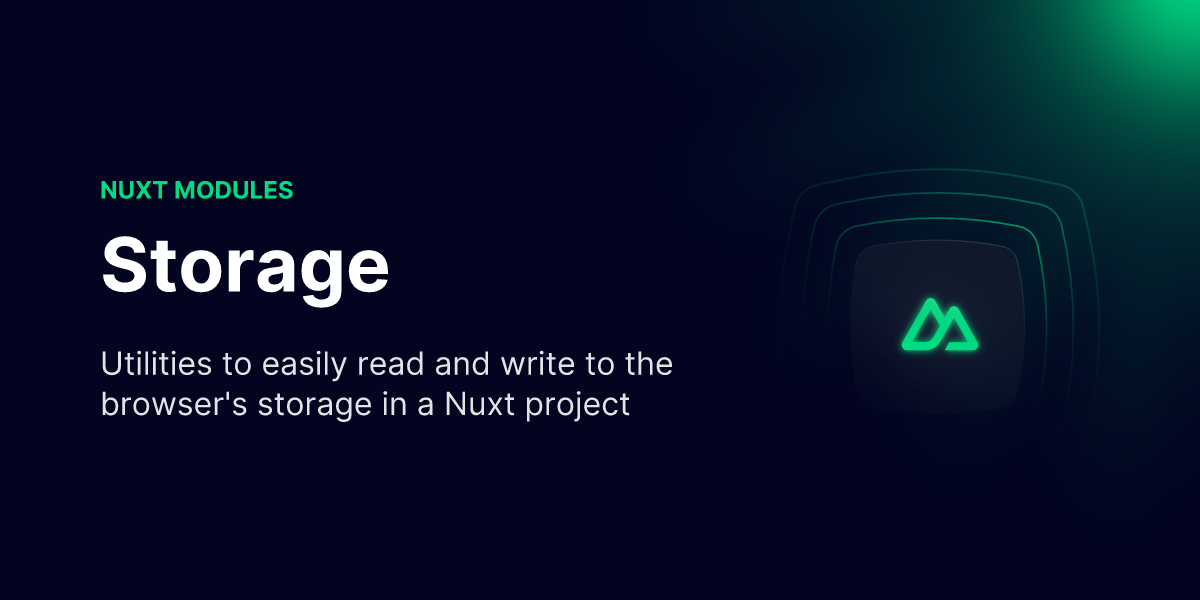 NUXT MODULES
Storage
Utilities to easily read and write to the
browser's storage in a Nuxt project